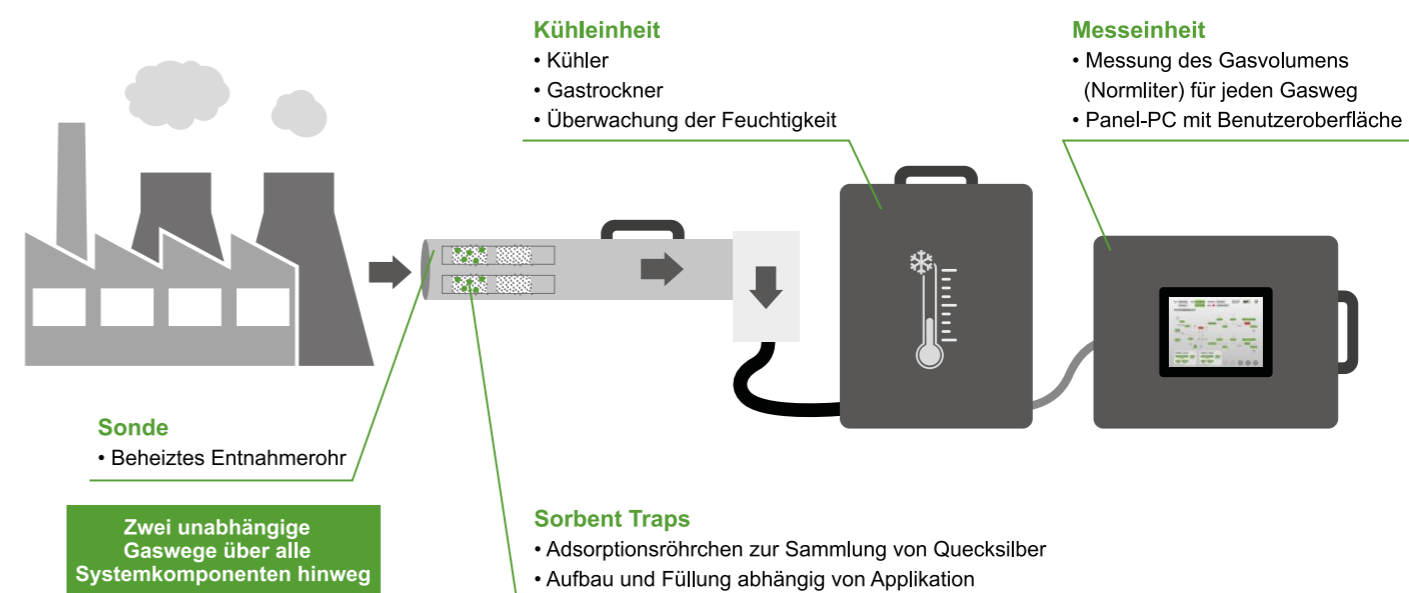 Kühleinheit
• Kühler
• Gastrockner
• Überwachung der Feuchtigkeit
Messeinheit
• Messung des Gasvolumens
(Normliter) für jeden Gasweg
• Panel-PC mit Benutzeroberfläche
Sonde
• Beheiztes Entnahmerohr
Zwei unabhängige
Gaswege über alle
Systemkomponenten hinweg
Sorbent Traps
• Adsorptionsröhrchen zur Sammlung von Quecksilber
• Aufbau und Füllung abhängig von Applikation